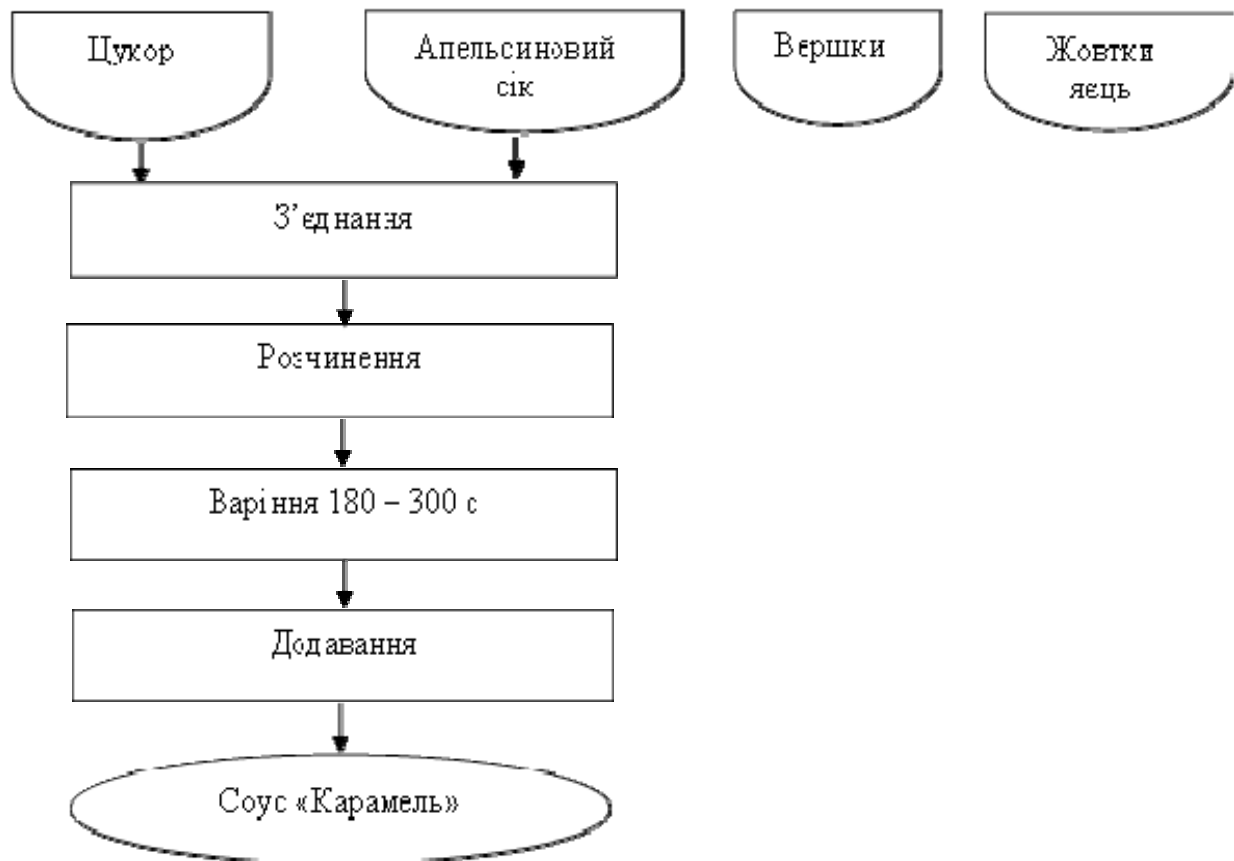 Цукор
Апельсиновий
сік
Вершки
Жовтки
яєць
З’єднання
Розчинення
Варіння 180 – 300 с
Додавання
Соус «Карамель»